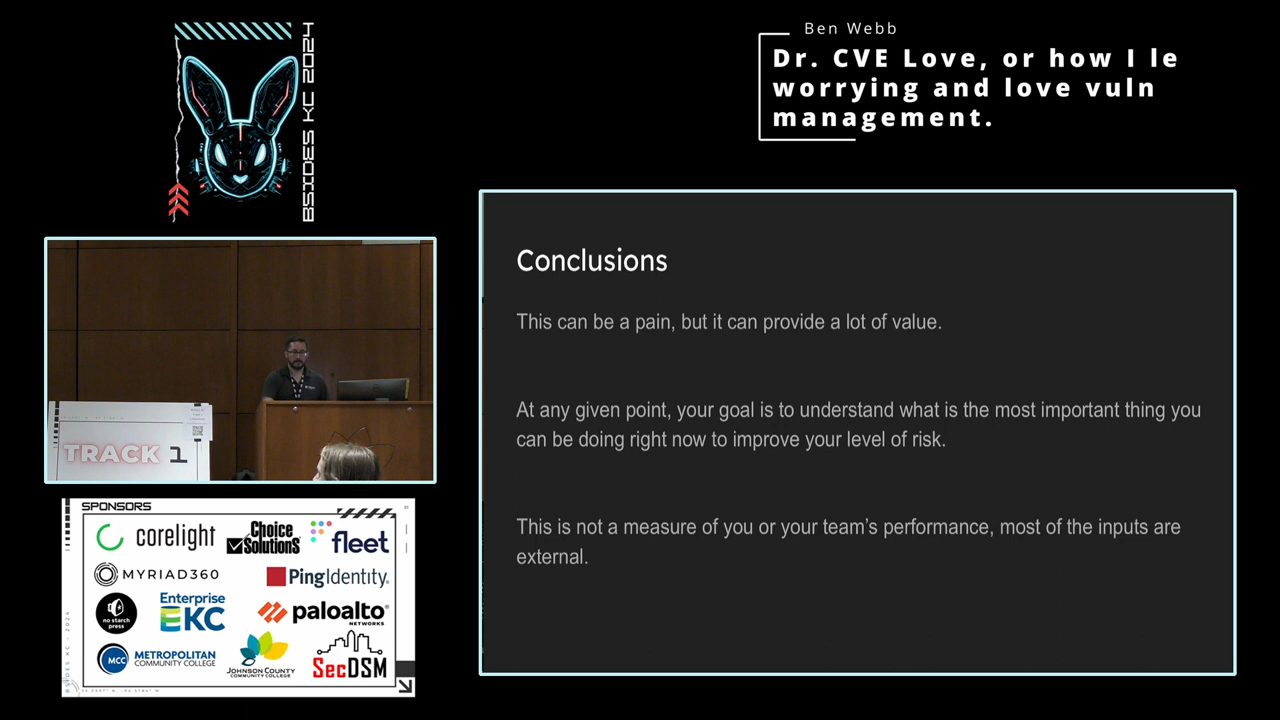 BSIDES KC 2024
Ben Webb
Dr. CVE Love, or how I le
worrying and love vuln
management.
TRACK 1
Conclusions
This can be a pain, but it can provide a lot of value.
At any given point, your goal is to understand what is the most important thing you
can be doing right now to improve your level of risk.
This is not a measure of you or your team's performance, most of the inputs are
external.
SPONSORS
corelight
Choice
Solutions
fleet
MYRIAD360
PingIdentity
no starch
press
Enterprise
EKC
paloalto
NETWORKS
MCC
METROPOLITAN
COMMUNITY COLLEGE
JOHNSON COUNTY
COMMUNITY COLLEGE
SecDSM